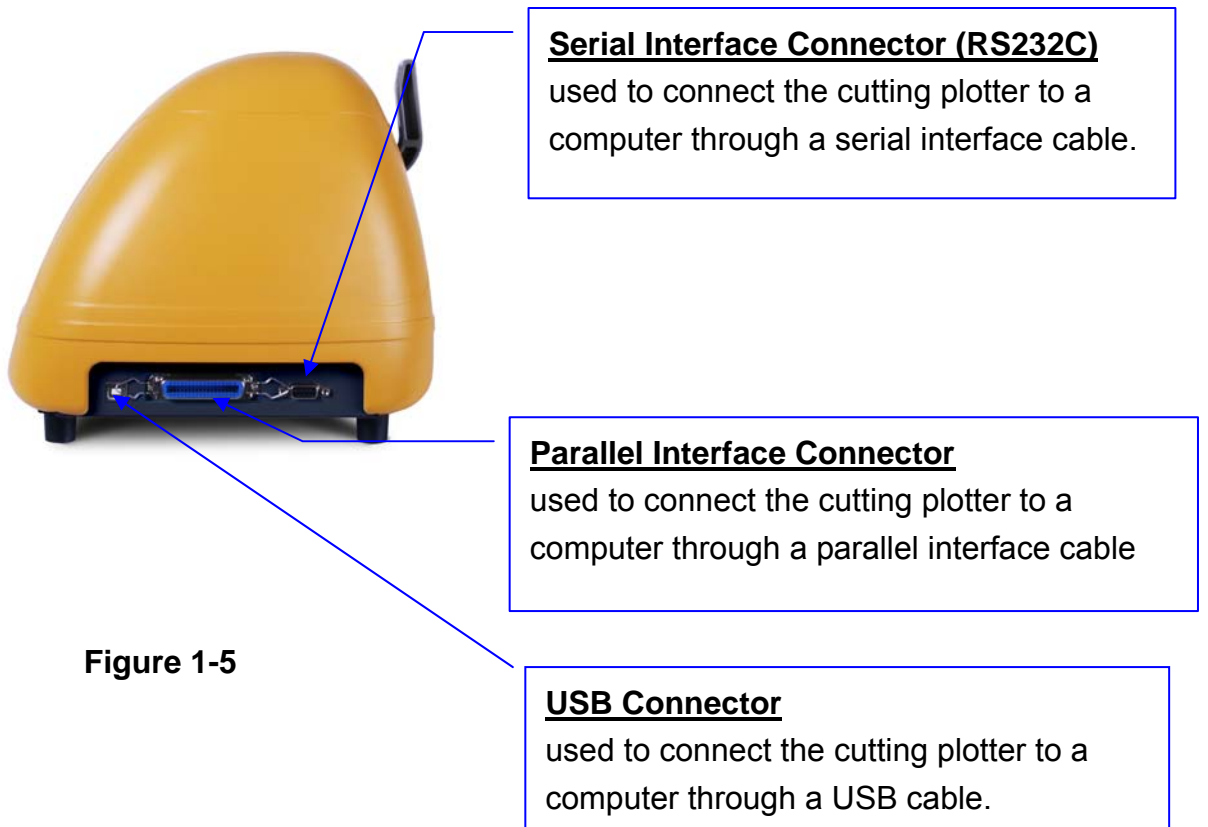 Serial Interface Connector (RS232C)
used to connect the cutting plotter to a
computer through a serial interface cable.
Parallel Interface Connector
used to connect the cutting plotter to a
computer through a parallel interface cable
Figure 1-5
USB Connector
used to connect the cutting plotter to a
computer through a USB cable.